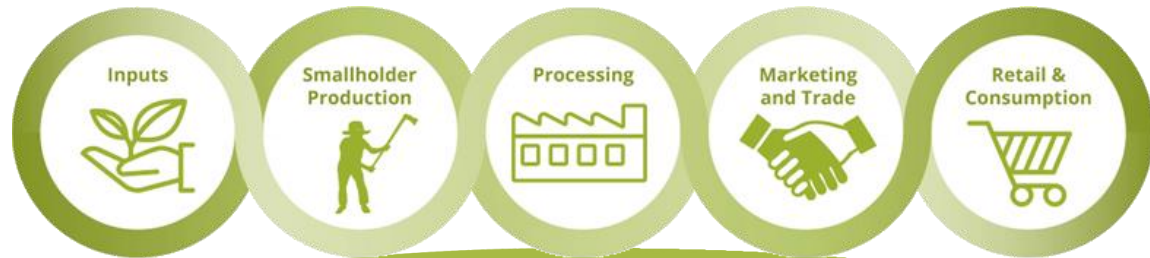 Inputs
Smallholder
Production
Processing
Marketing
and Trade
Retail &
Consumption